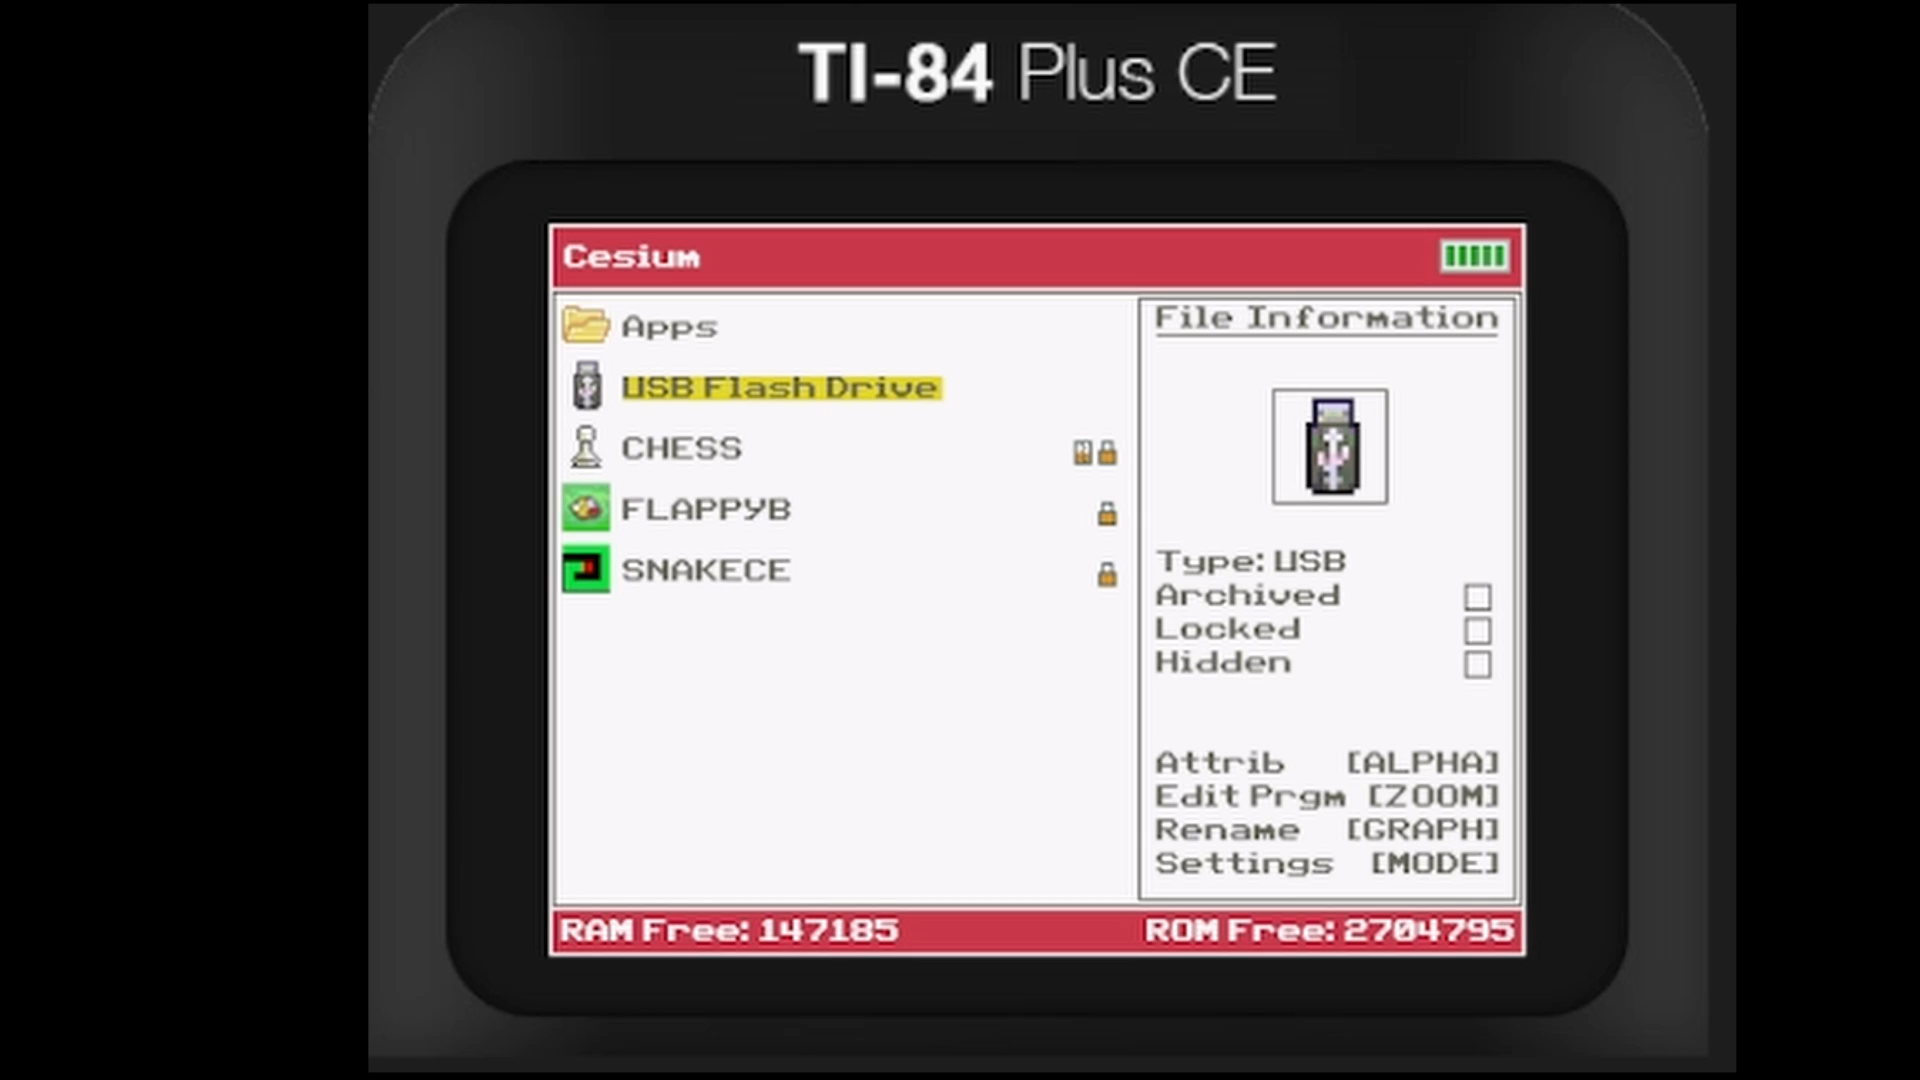 TI-84 Plus CE
Cesium
Apps
USB Flash Drive
CHESS
FLAPPYB
SNAKECE
File Information
Type: USB
Archived
Locked
Hidden
Attrib [ALPHA]
Edit Prgm [ZOOM]
Rename [GRAPH]
Settings [MODE]
RAM Free: 147185
ROM Free: 2704795